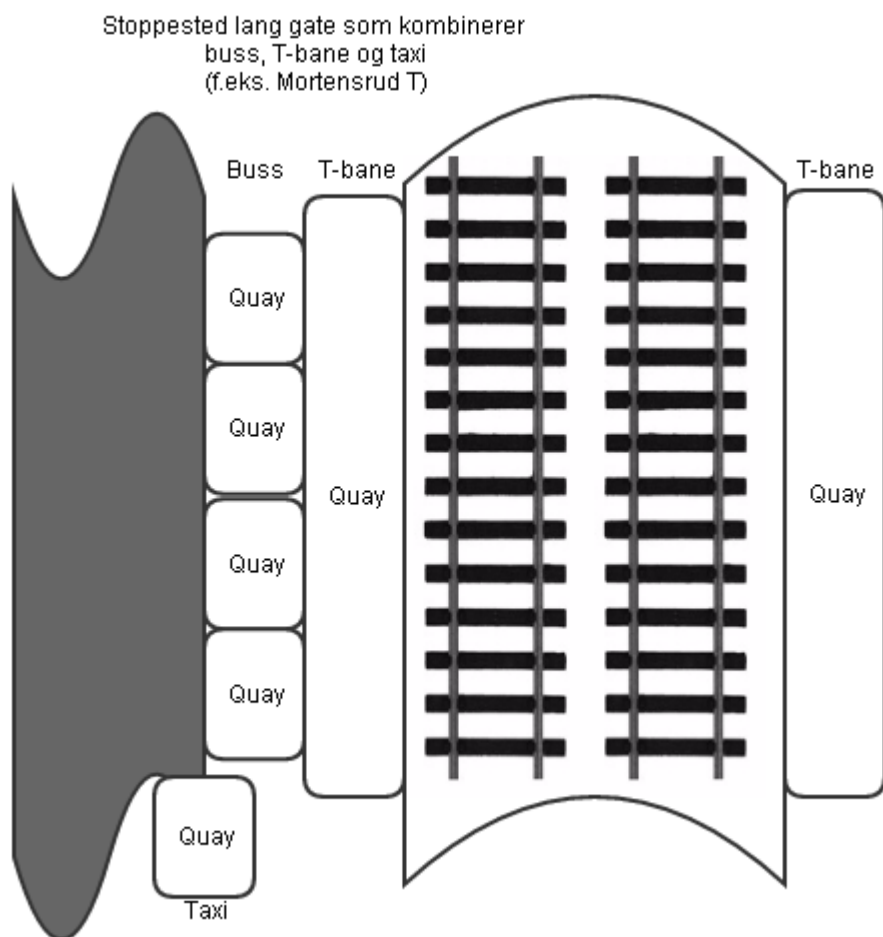 Stoppested lang gate som kombinerer
buss, T-bane og taxi
(f.eks. Mortensrud T)
Buss
T-bane
T-bane
Quay
Quay
Quay
Quay
Quay
Quay
Quay
Taxi